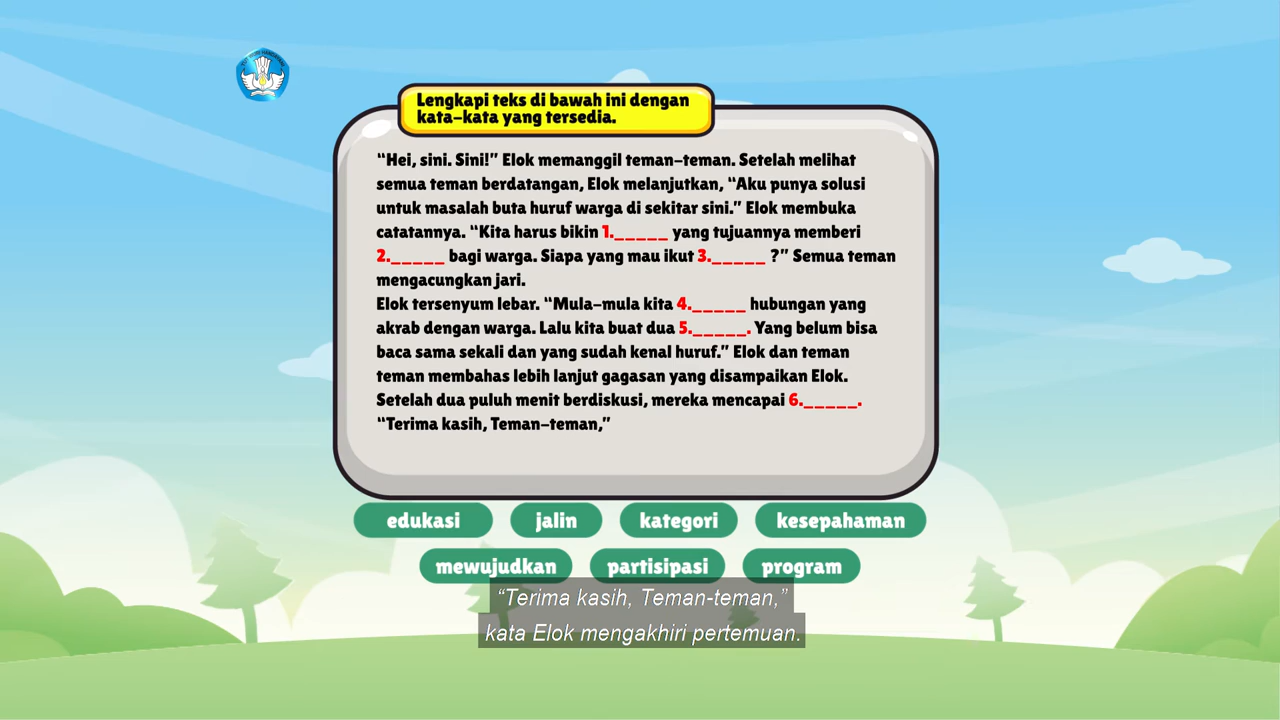 Lengkapi teks di bawah ini dengan
kata-kata yang tersedia.
“Hei, sini. Sini!” Elok memanggil teman-teman. Setelah melihat
semua teman berdatangan, Elok melanjutkan, “Aku punya solusi
untuk masalah buta huruf warga di sekitar sini.” Elok membuka
catatannya. “Kita harus bikin 1._____ yang tujuannya memberi
2._____ bagi warga. Siapa yang mau ikut 3._____ ?” Semua teman
mengacungkan jari.
Elok tersenyum lebar. “Mula-mula kita 4._____ hubungan yang
akrab dengan warga. Lalu kita buat dua 5._____. Yang belum bisa
baca sama sekali dan yang sudah kenal huruf.” Elok dan teman
teman membahas lebih lanjut gagasan yang disampaikan Elok.
Setelah dua puluh menit berdiskusi, mereka mencapai 6._____.
“Terima kasih, Teman-teman,”
edukasi jalin kategori kesepahaman
mewujudkan partisipasi program
“Terima kasih, Teman-teman,”
kata Elok mengakhiri pertemuan.